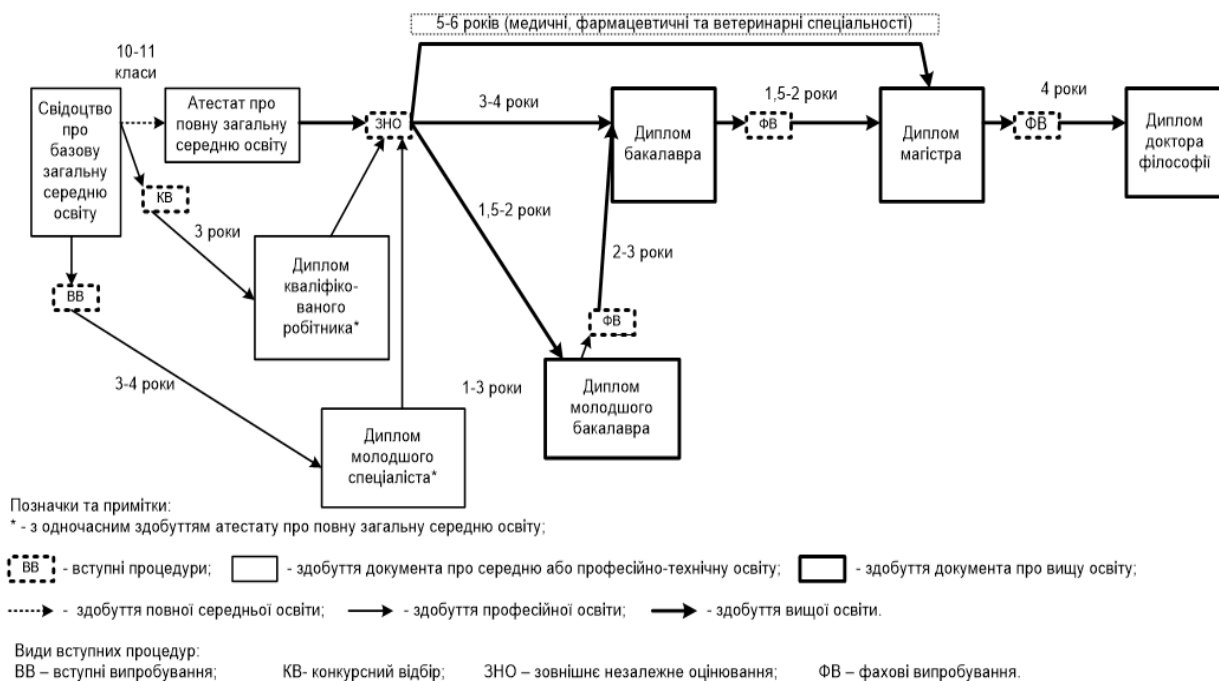 5-6 років (медичні, фармацевтичні та ветеринарні спеціальності)
10-11
класи
Свідоцтво
про
базову
загальну
середню
освіту
Атестат про
повну загальну
середню освіту
ЗНО
3-4 роки
Диплом
бакалавра
1,5-2 роки
ФВ
Диплом
магістра
4 роки
ФВ
Диплом
доктора
філософії
КВ
3 роки
Диплом
кваліфіко-
ваного
робітника*
1,5-2 роки
2-3 роки
ВВ
ФВ
3-4 роки
1-3 роки
Диплом
молодшого
бакалавра
Диплом
молодшого
спеціаліста*
Позначки та примітки:
* - з одночасним здобуттям атестату про повну загальну середню освіту;
ВВ - вступні процедури; - здобуття документа про середню або професійно-технічну освіту; - здобуття документа про вищу освіту;
- здобуття повної середньої освіти; - здобуття професійної освіти; - здобуття вищої освіти.
Види вступних процедур:
ВВ – вступні випробування; КВ- конкурсний відбір; ЗНО – зовнішнє незалежне оцінювання; ФВ – фахові випробування.